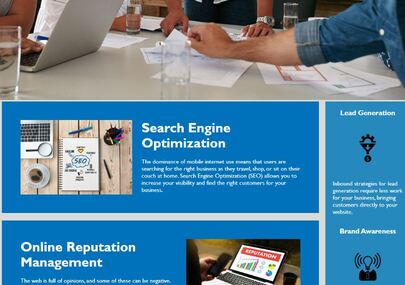 Search Engine
Optimization
The dominance of mobile internet use means that users are
searching for the right business as they travel, shop, or sit on their
couch at home. Search Engine Optimization (SEO) allows you to
increase your visibility and find the right customers for your
business.
SEO
Online Reputation
Management
The web is full of opinions, and some of these can be negative.
REPUTATION
Lead Generation
Inbound strategies for lead
generation require less work
for your business, bringing
customers directly to your
website.
Brand Awareness